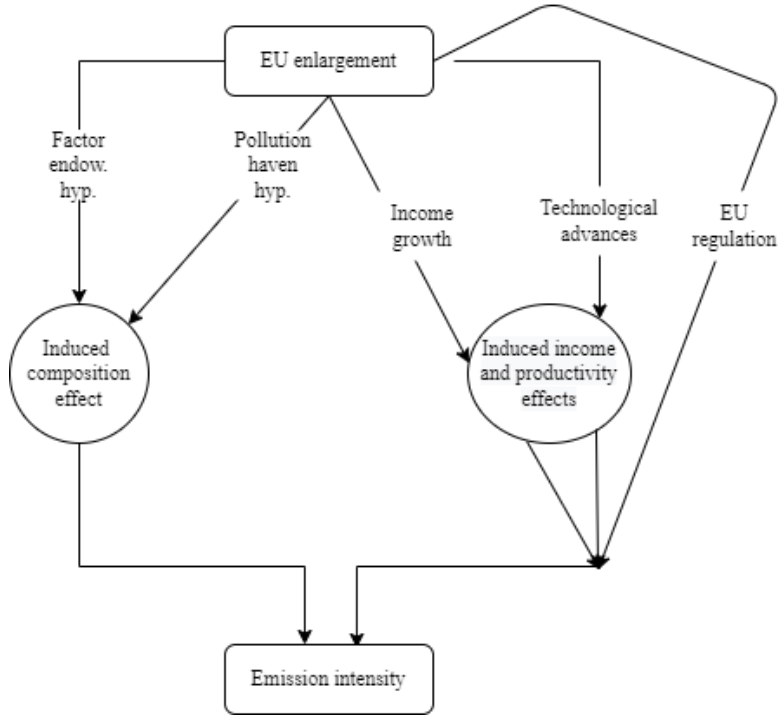 EU enlargement
Factor
endow.
hyp.
Pollution
haven
hyp.
Income
growth
Technological
advances
EU
regulation
Induced
composition
effect
Induced income
and productivity
effects
Emission intensity